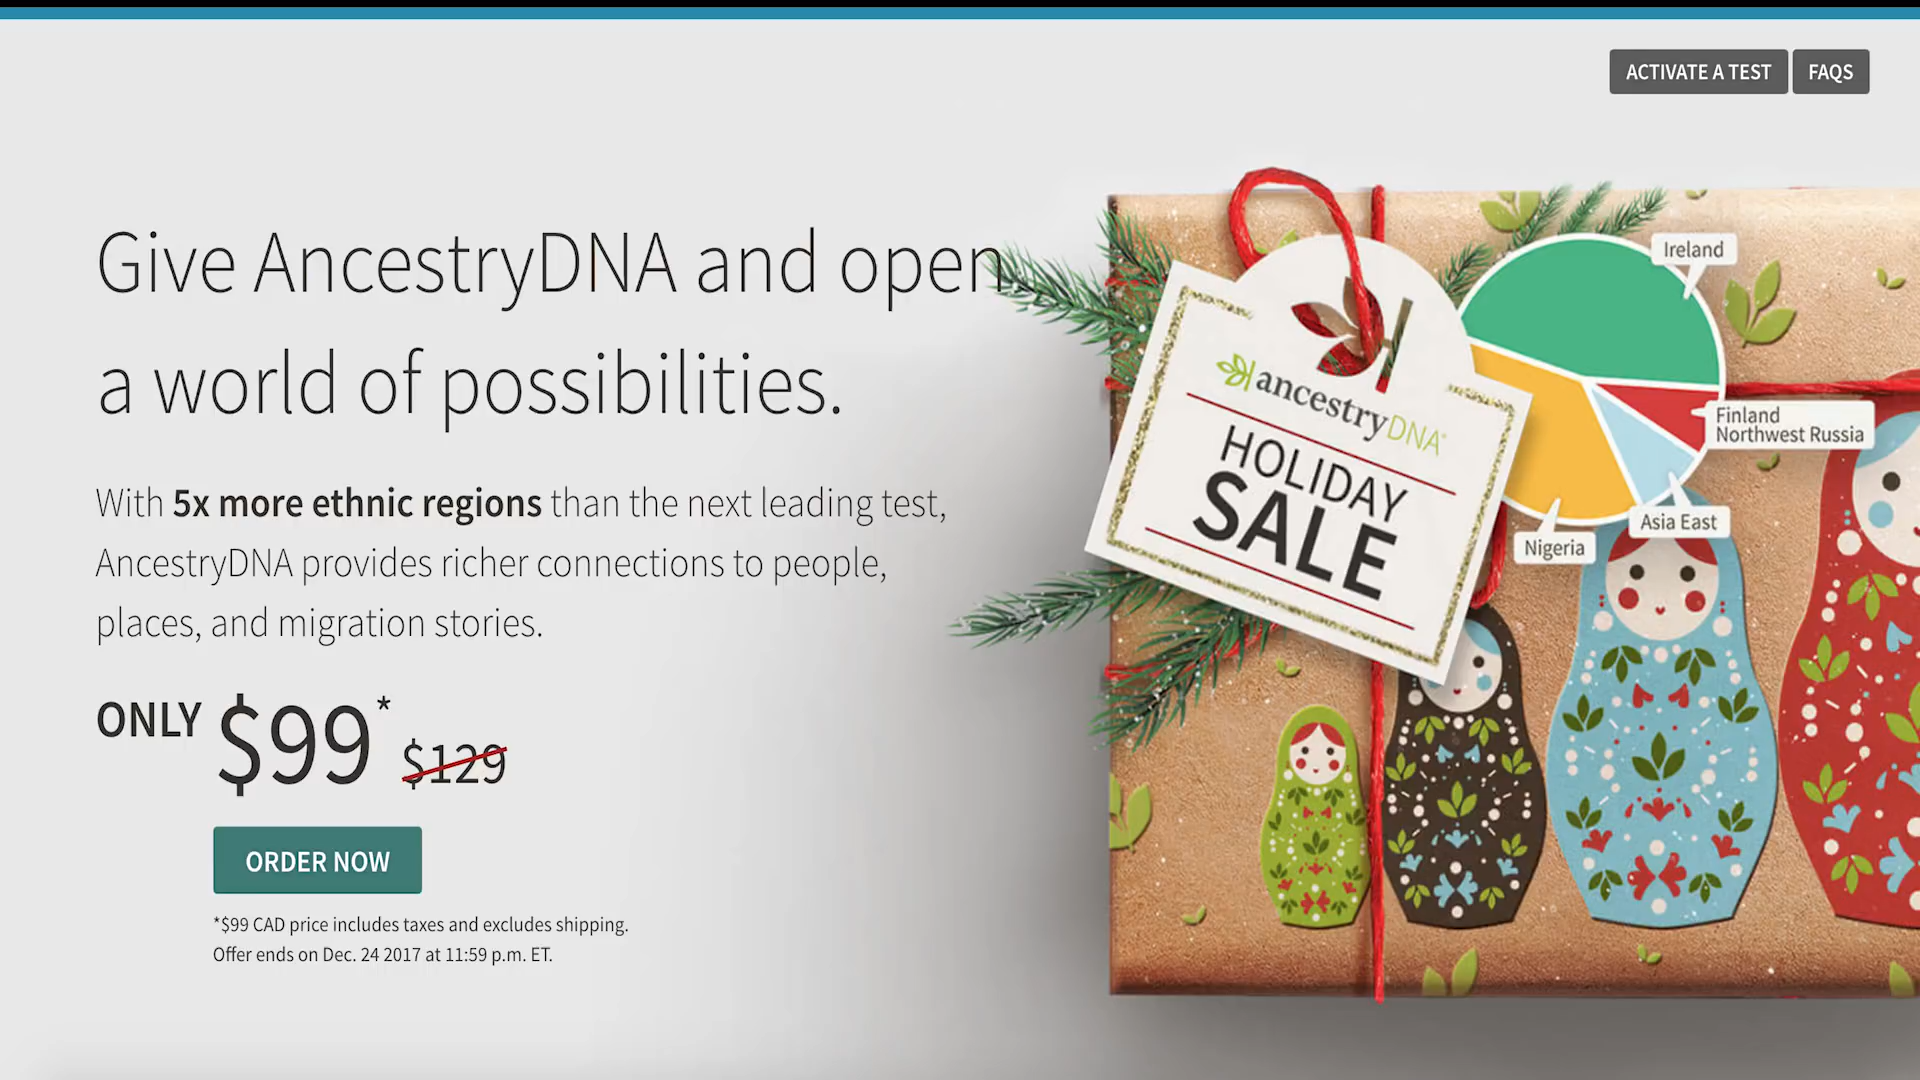 ACTIVATE A TEST
FAQS
Give AncestryDNA and open
a world of possibilities.
With 5x more ethnic regions than the next leading test,
AncestryDNA provides richer connections to people,
places, and migration stories.
ONLY $99* $129
ORDER NOW
*$99 CAD price includes taxes and excludes shipping.
Offer ends on Dec. 24 2017 at 11:59 p.m. ET.
ancestryDNA®
HOLIDAY
SALE
Ireland
Finland
Northwest Russia
Asia East
Nigeria